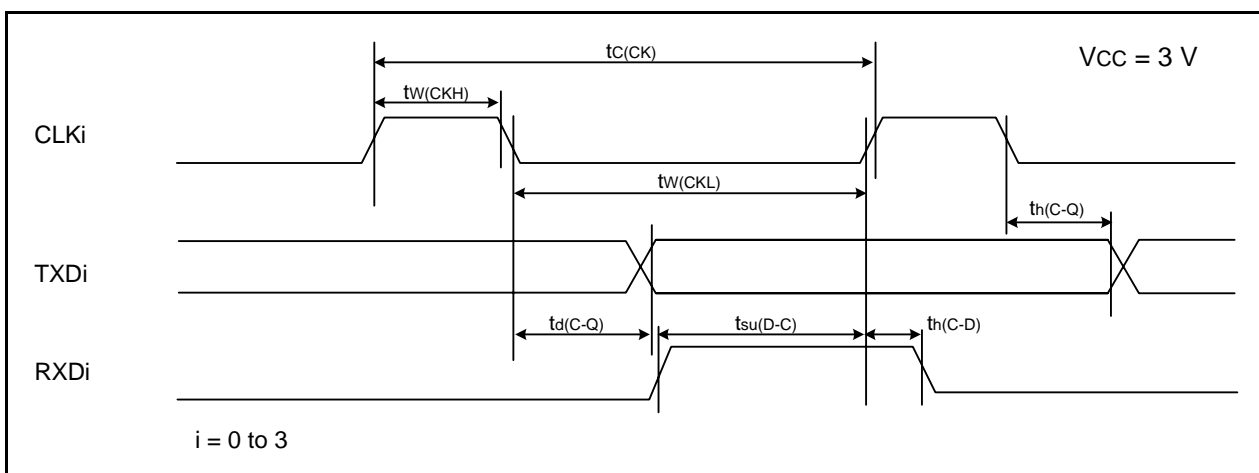 tC(CK)
VCC = 3 V
tW(CKH)
CLKi
tW(CKL)
th(C-Q)
TXDi
td(C-Q)
tsu(D-C)
th(C-D)
RXDi
i = 0 to 3